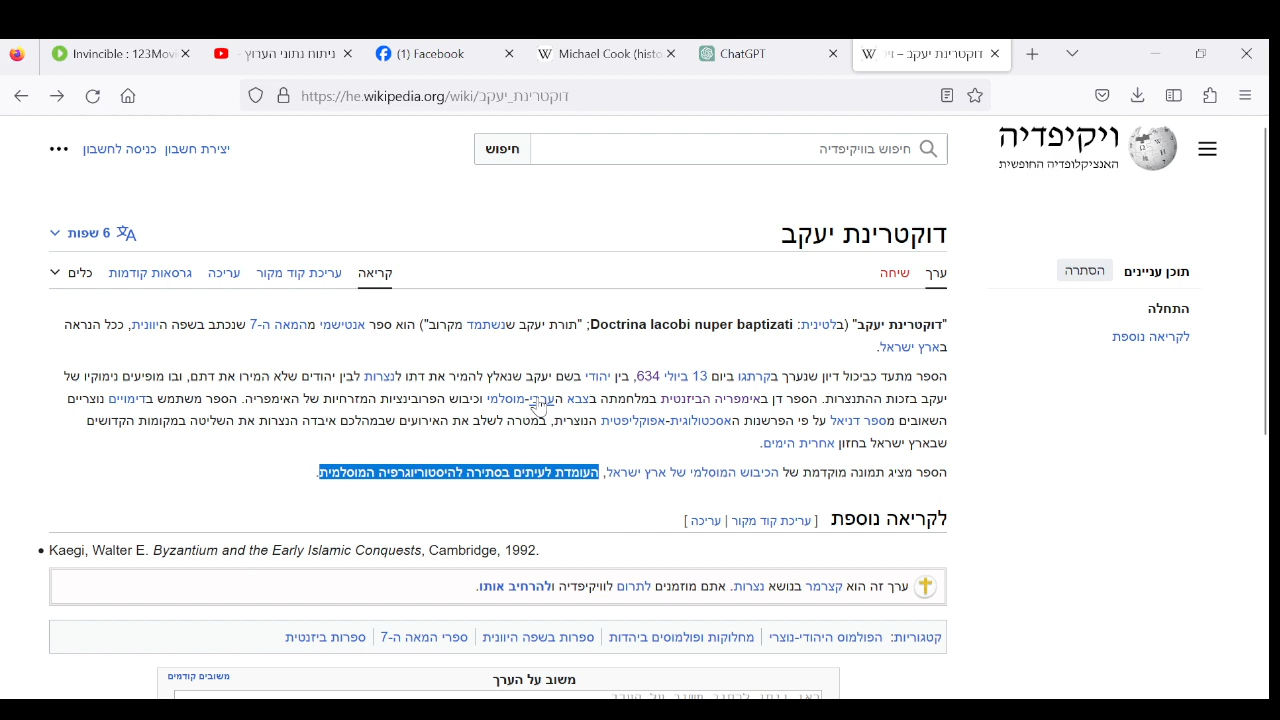 Invincible : 123Movi
ניתוח נתוני הערוץ -
(1) Facebook
Michael Cook (histo
ChatGPT
דוקטרינת יעקב – וי
https://he.wikipedia.org/wiki/דוקטרינת_יעקב
ויקיפדיה
האנציקלופדיה החופשית
חיפוש בוויקיפדיה
חיפוש
יצירת חשבון
כניסה לחשבון
דוקטרינת יעקב
6 שפות
תוכן עניינים
הסתרה
התחלה
לקריאה נוספת
ערך
שיחה
קריאה
עריכת קוד מקור
עריכה
גרסאות קודמות
כלים
"דוקטרינת יעקב" (בלטינית: Doctrina Iacobi nuper baptizati; "תורת יעקב שנשתמד מקרוב") הוא ספר אנטישמי מהמאה ה-7 שנכתב בשפה היוונית, ככל הנראה
בארץ ישראל.
הספר מתעד כביכול דיון שנערך בקרתגו ביום 13 ביולי 634, בין יהודי בשם יעקב שנאלץ להמיר את דתו לנצרות לבין יהודים שלא המירו את דתם, ובו מופיעים נימוקיו של
יעקב בזכות ההתנצרות. הספר דן באימפריה הביזנטית במלחמתה בצבא הערבי-מוסלמי וכיבוש הפרובינציות המזרחיות של האימפריה. הספר משתמש בדימויים נוצריים
השאובים מספר דניאל על פי הפרשנות האסכטולוגית-אפוקליפטית הנוצרית, במטרה לשלב את האירועים שבמהלכם איבדה הנצרות את השליטה במקומות הקדושים
שבארץ ישראל בחזון אחרית הימים.
הספר מציג תמונה מוקדמת של הכיבוש המוסלמי של ארץ ישראל, העומדת לעיתים בסתירה להיסטוריוגרפיה המוסלמית.
לקריאה נוספת [ עריכת קוד מקור | עריכה ]
• Kaegi, Walter E. Byzantium and the Early Islamic Conquests, Cambridge, 1992.
ערך זה הוא קצרמר בנושא נצרות. אתם מוזמנים לתרום לוויקיפדיה ולהרחיב אותו.
קטגוריות: הפולמוס היהודי-נוצרי | מחלוקות ופולמוסים ביהדות | ספרות בשפה היוונית | ספרי המאה ה-7 | ספרות ביזנטית
משוב על הערך
משובים קודמים